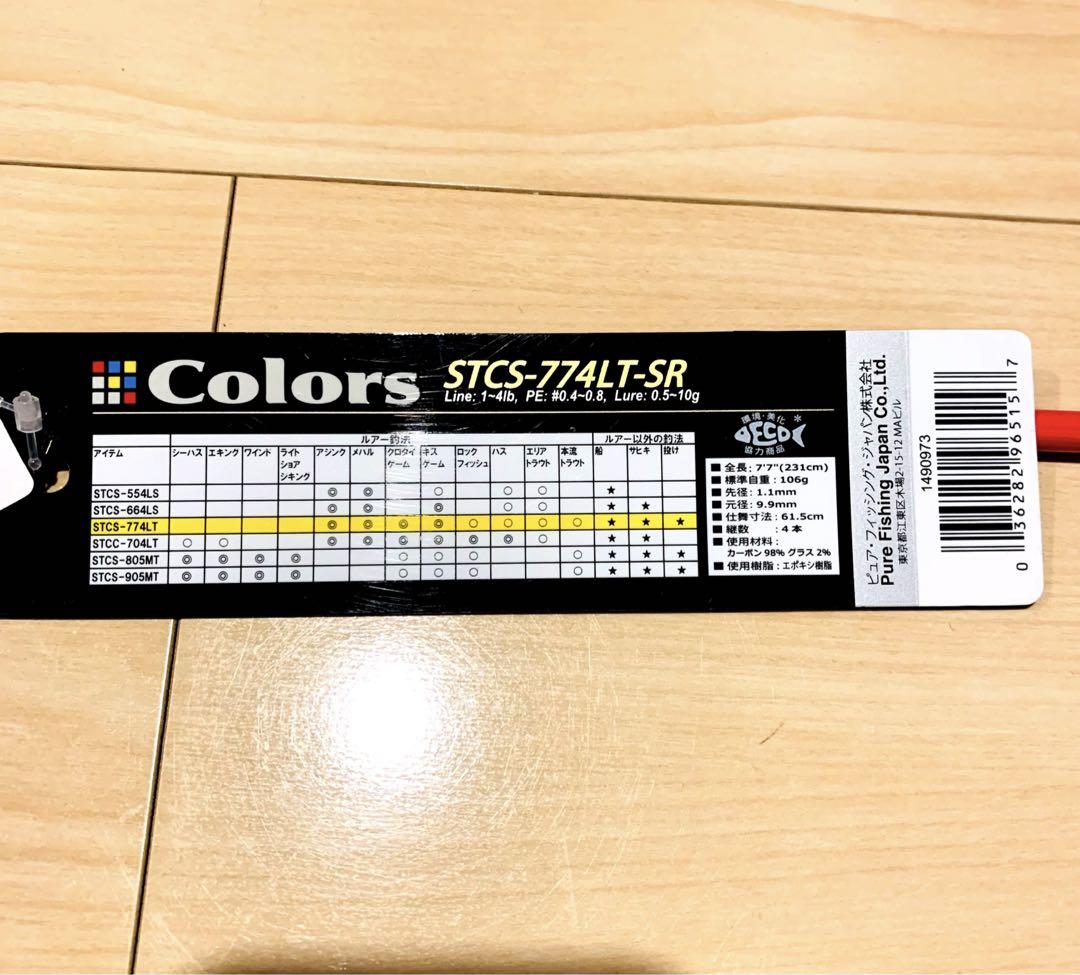 Colors STCS-774LT-SR
Line: 1~4lb, PE: #0.4~0.8, Lure: 0.5~10g
環境・美化
ECO
協力商品
ルアー釣法 ルアー以外の釣法
アイテム シーバス エギング ワインド ライトショアジギング アジング メバル クロダイゲーム キスゲーム ロックフィッシュ バス エリアトラウト 本流トラウト 船 サビキ 投げ
STCS-554LS ◎ ◎ ○ ○ ○ ★
STCS-664LS ◎ ◎ ◎ ○ ◎ ★ ★
STCS-774LT ◎ ◎ ◎ ◎ ○ ○ ○ ○ ★ ★ ★
STCC-704LT ○ ○ ◎ ◎ ◎ ◎ ◎ ◎ ○ ★ ★
STCS-805MT ◎ ◎ ◎ ◎ ○ ○ ○ ○ ★ ★ ★
STCS-905MT ◎ ◎ ◎ ◎ ○ ○ ○ ○ ★ ★ ★
■ 全長 : 7'7"(231cm)
■ 標準自重 : 106g
■ 先径 : 1.1mm
■ 元径 : 9.9mm
■ 仕舞寸法 : 61.5cm
■ 継数 : 4本
■ 使用材料 :
カーボン98% グラス2%
■ 使用樹脂 : エポキシ樹脂
ピュア・フィッシング・ジャパン株式会社
Pure Fishing Japan Co.,Ltd.
東京都江東区木場2-15-12 MAビル
1490973
0 36282 96515 7